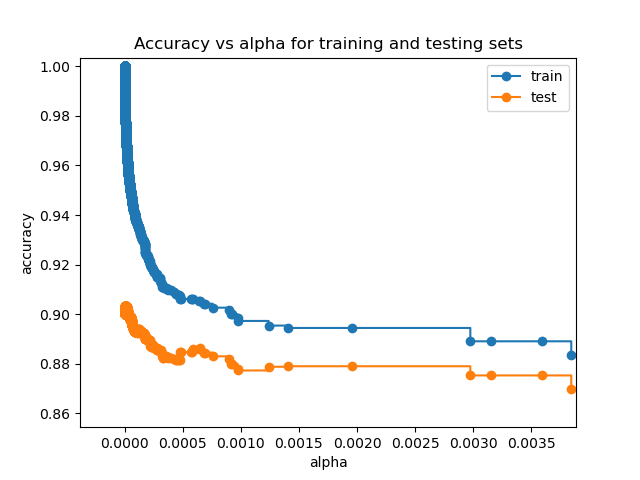 Accuracy vs alpha for training and testing sets
train
test
1.00
0.98
0.96
0.94
0.92
0.90
0.88
0.86
accuracy
0.0000 0.0005 0.0010 0.0015 0.0020 0.0025 0.0030 0.0035
alpha